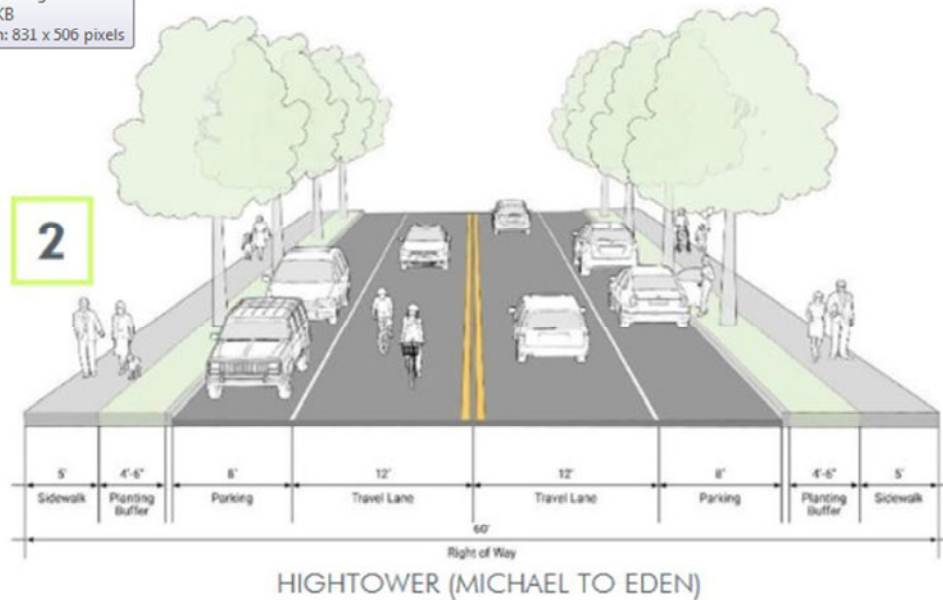 KB
n: 831 x 506 pixels
2
5' 4'-6" 8' 12' 12' 8' 4'-6" 5'
Sidewalk Planting Buffer Parking Travel Lane Travel Lane Parking Planting Buffer Sidewalk
60'
Right of Way
HIGHTOWER (MICHAEL TO EDEN)